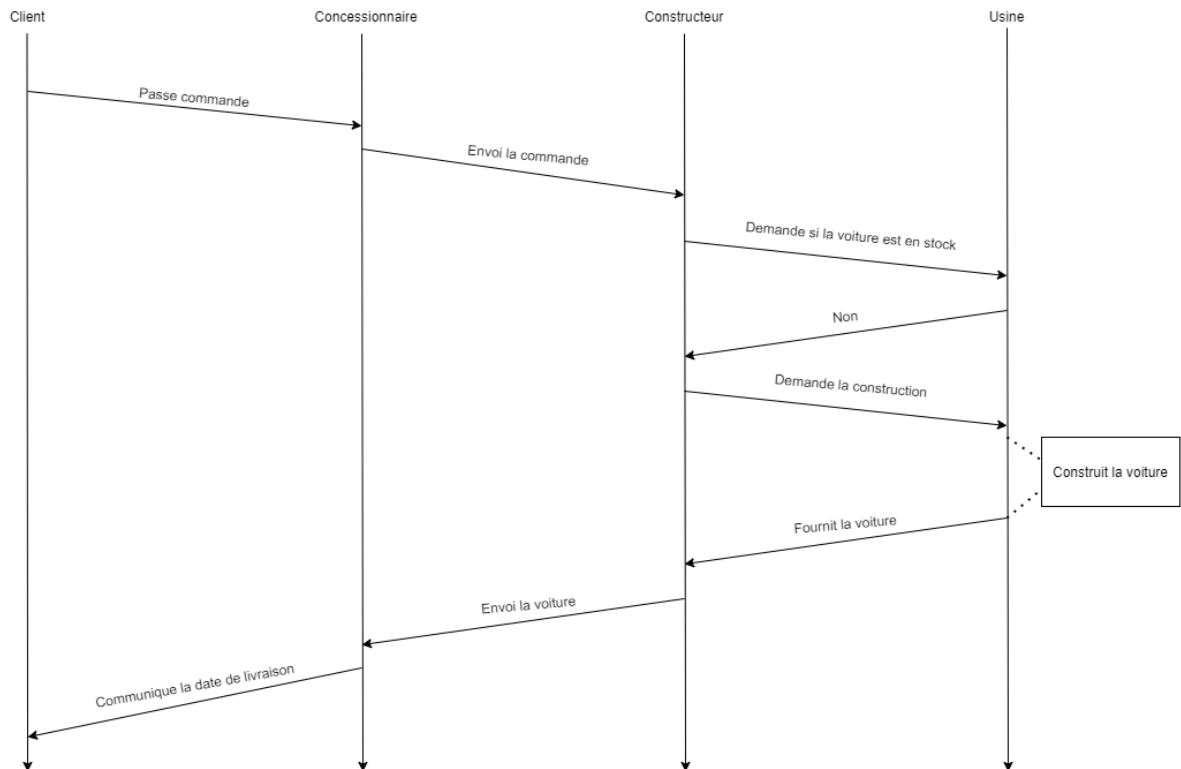 Client
Concessionnaire
Constructeur
Usine
Passe commande
Envoi la commande
Demande si la voiture est en stock
Non
Demande la construction
Construit la voiture
Fournit la voiture
Envoi la voiture
Communique la date de livraison